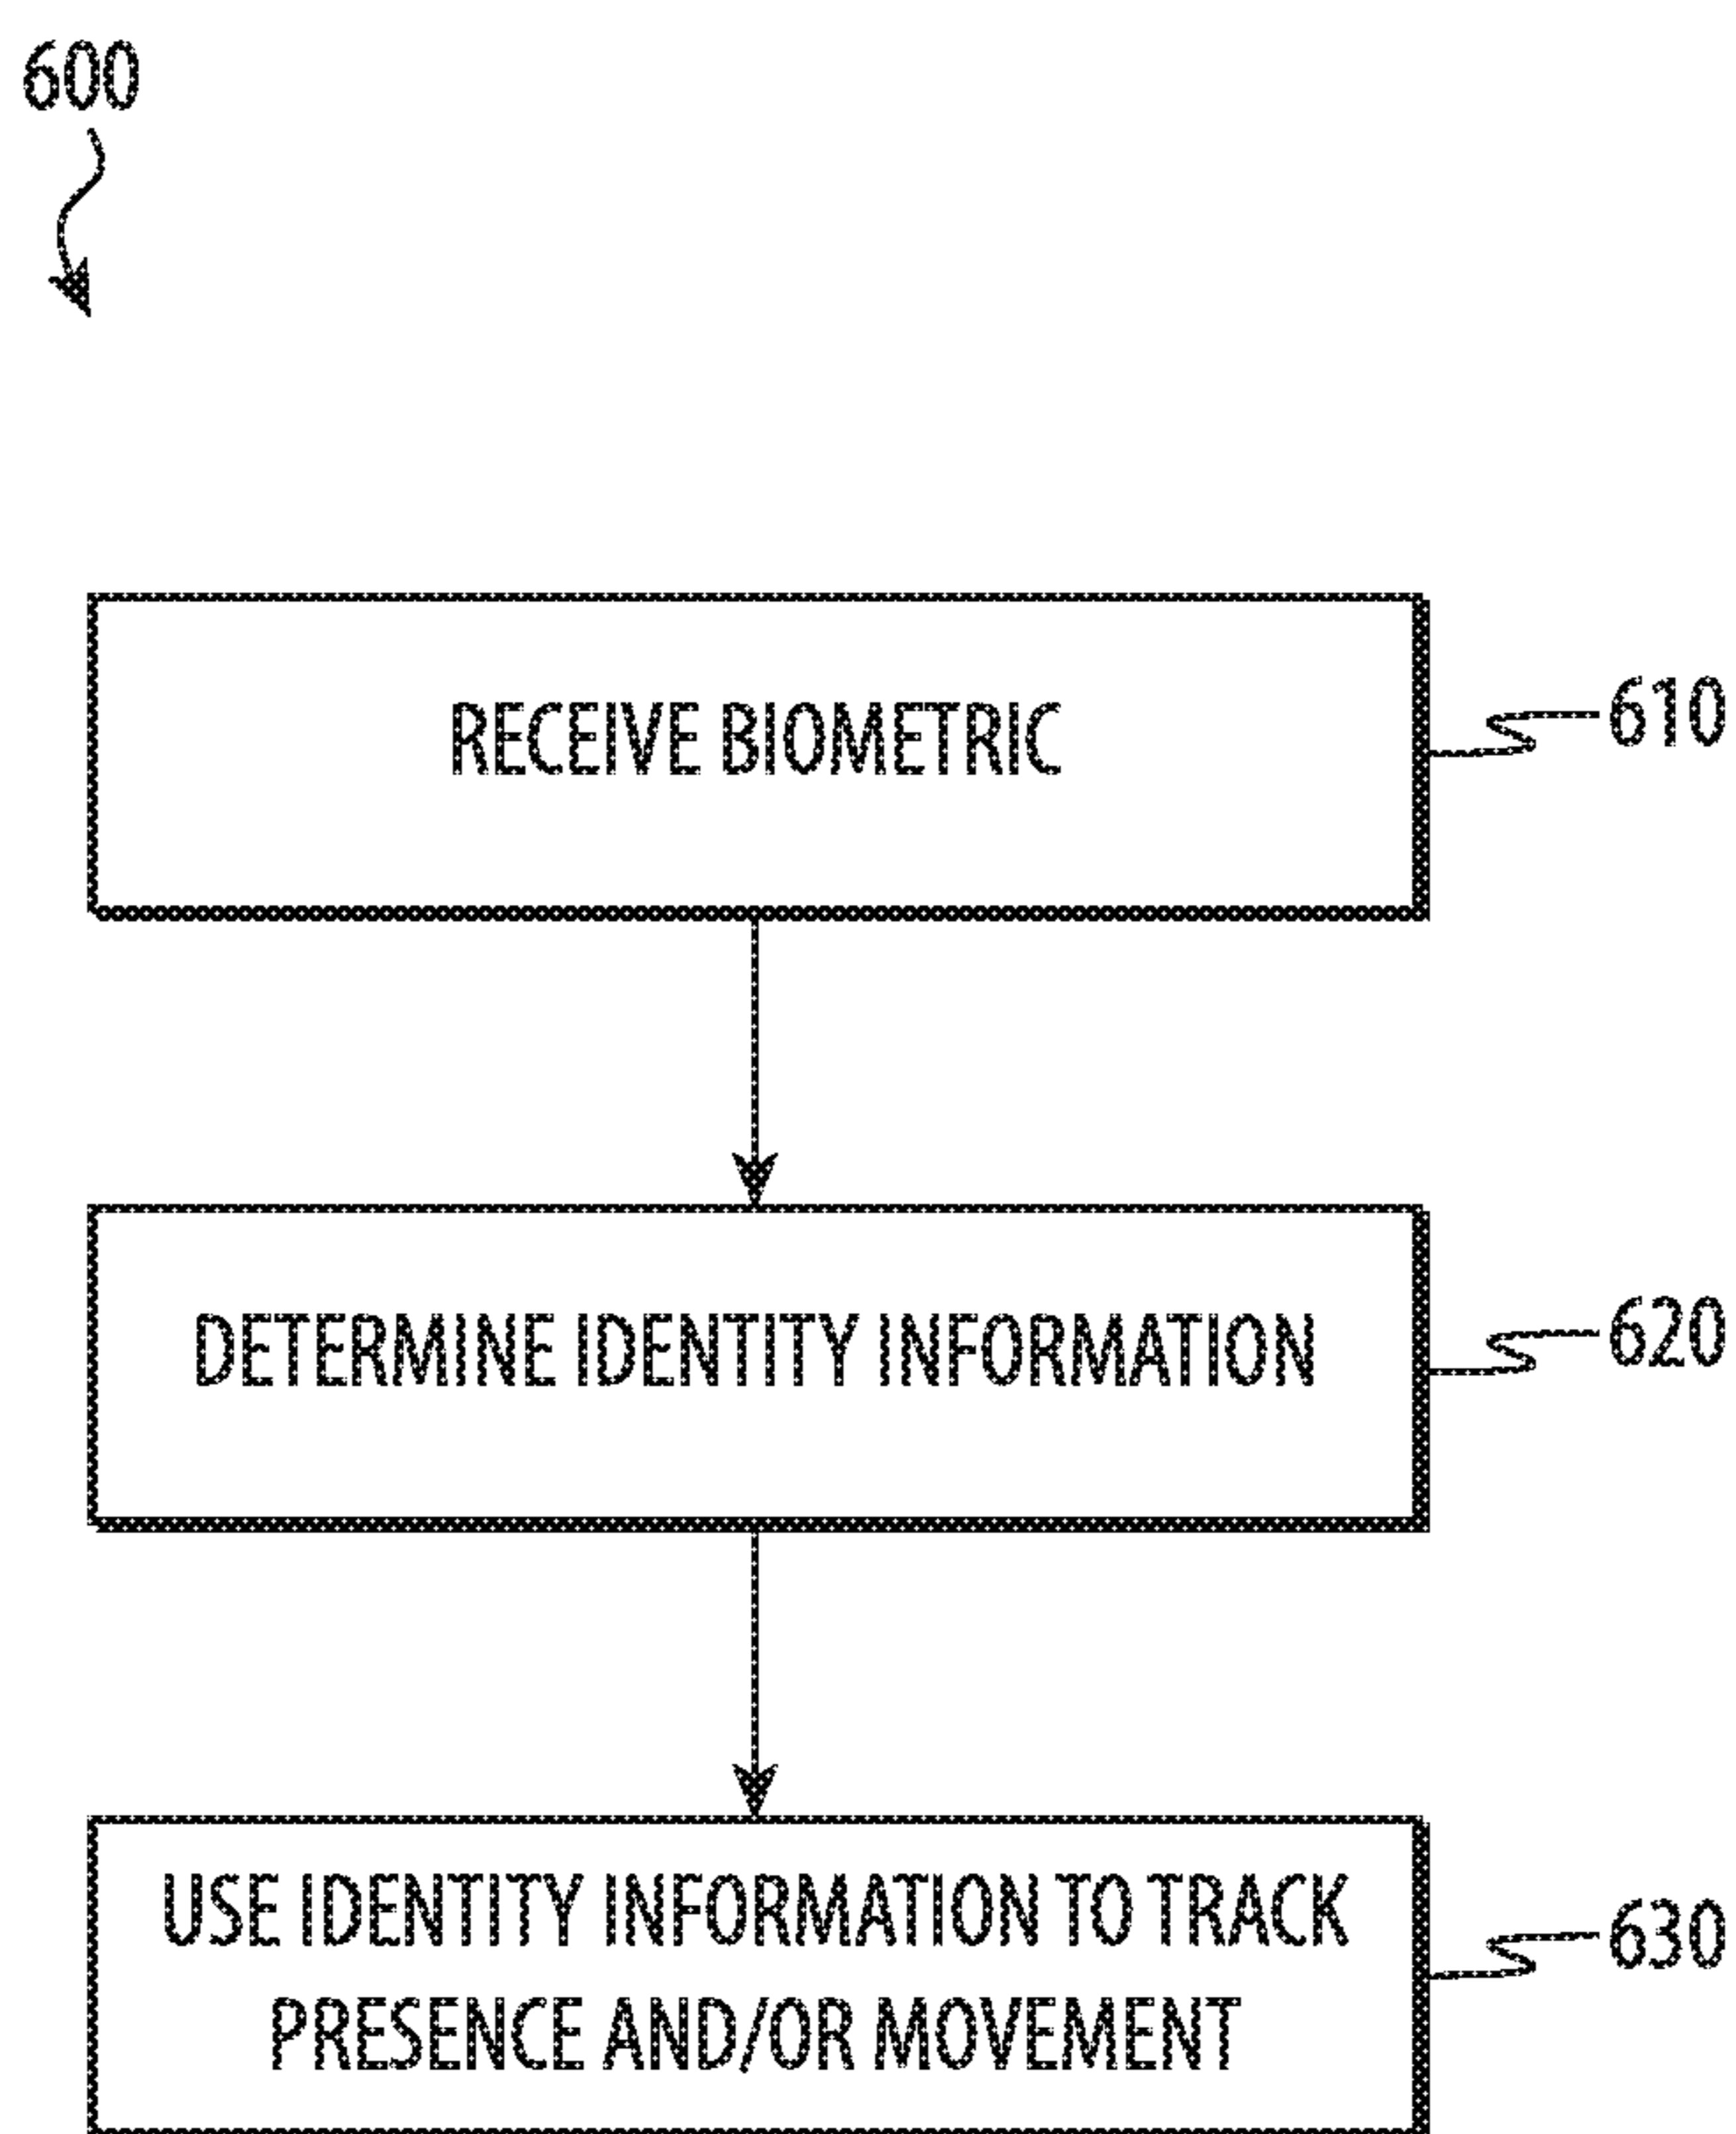 600
RECEIVE BIOMETRIC
610
DETERMINE IDENTITY INFORMATION
620
USE IDENTITY INFORMATION TO TRACK
PRESENCE AND/OR MOVEMENT
630